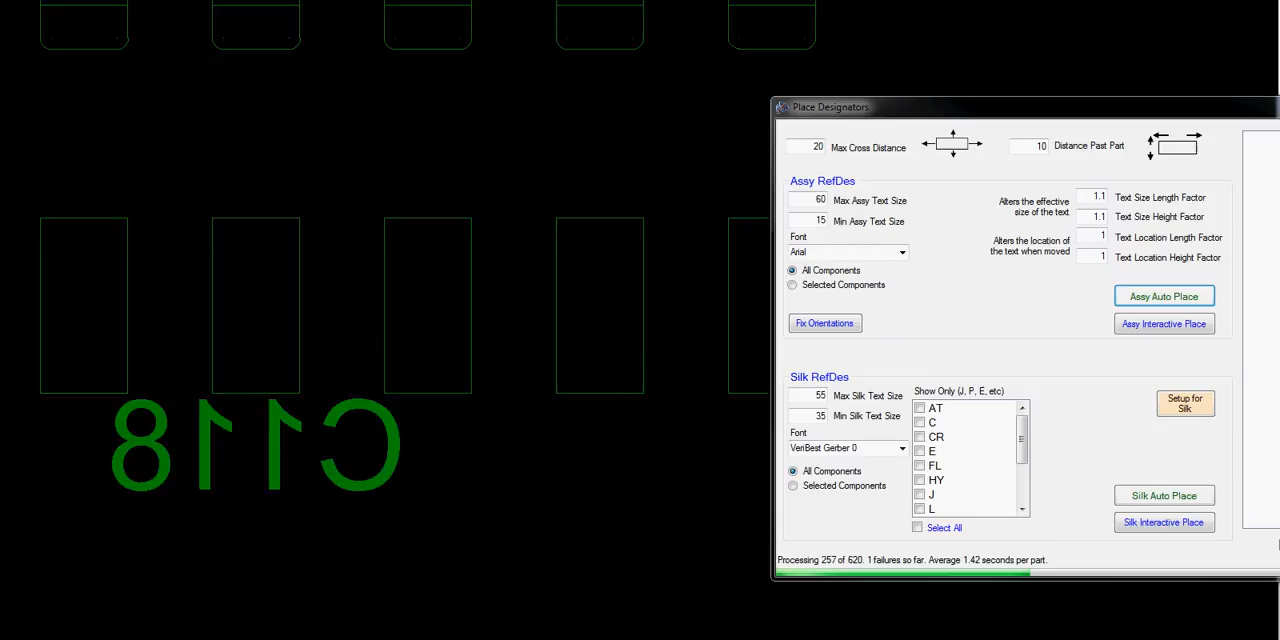 Place Designators
20 Max Cross Distance
10 Distance Past Part
Assy RefDes
60 Max Assy Text Size
15 Min Assy Text Size
Font
Arial
All Components
Selected Components
Fix Orientations
Alters the effective
size of the text
1.1 Text Size Length Factor
1.1 Text Size Height Factor
Alters the location of
the text when moved
1 Text Location Length Factor
1 Text Location Height Factor
Assy Auto Place
Assy Interactive Place
Silk RefDes
55 Max Silk Text Size
35 Min Silk Text Size
Font
VeriBest Gerber 0
All Components
Selected Components
Show Only (J, P, E, etc)
AT
C
CR
E
FL
HY
J
L
Select All
Setup for
Silk
Silk Auto Place
Silk Interactive Place
Processing 257 of 620. 1 failures so far. Average 1.42 seconds per part.
C118